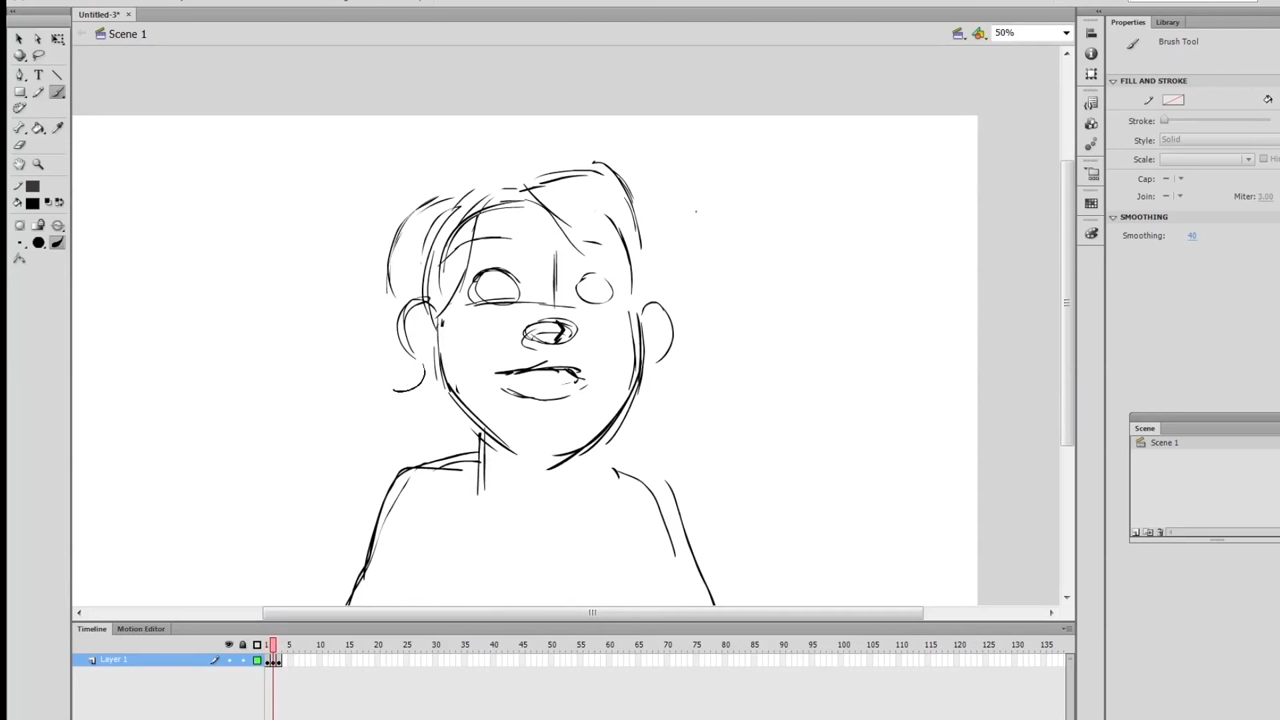 Untitled-3* ×
Scene 1
50%
Properties
Library
Brush Tool
FILL AND STROKE
Stroke:
Style: Solid
Scale:
Cap:
Join:
Miter: 3.00
SMOOTHING
Smoothing: 40
T
Scene
Scene 1
Timeline
Motion Editor
1 5 10 15 20 25 30 35 40 45 50 55 60 65 70 75 80 85 90 95 100 105 110 115 120 125 130 135
Layer 1